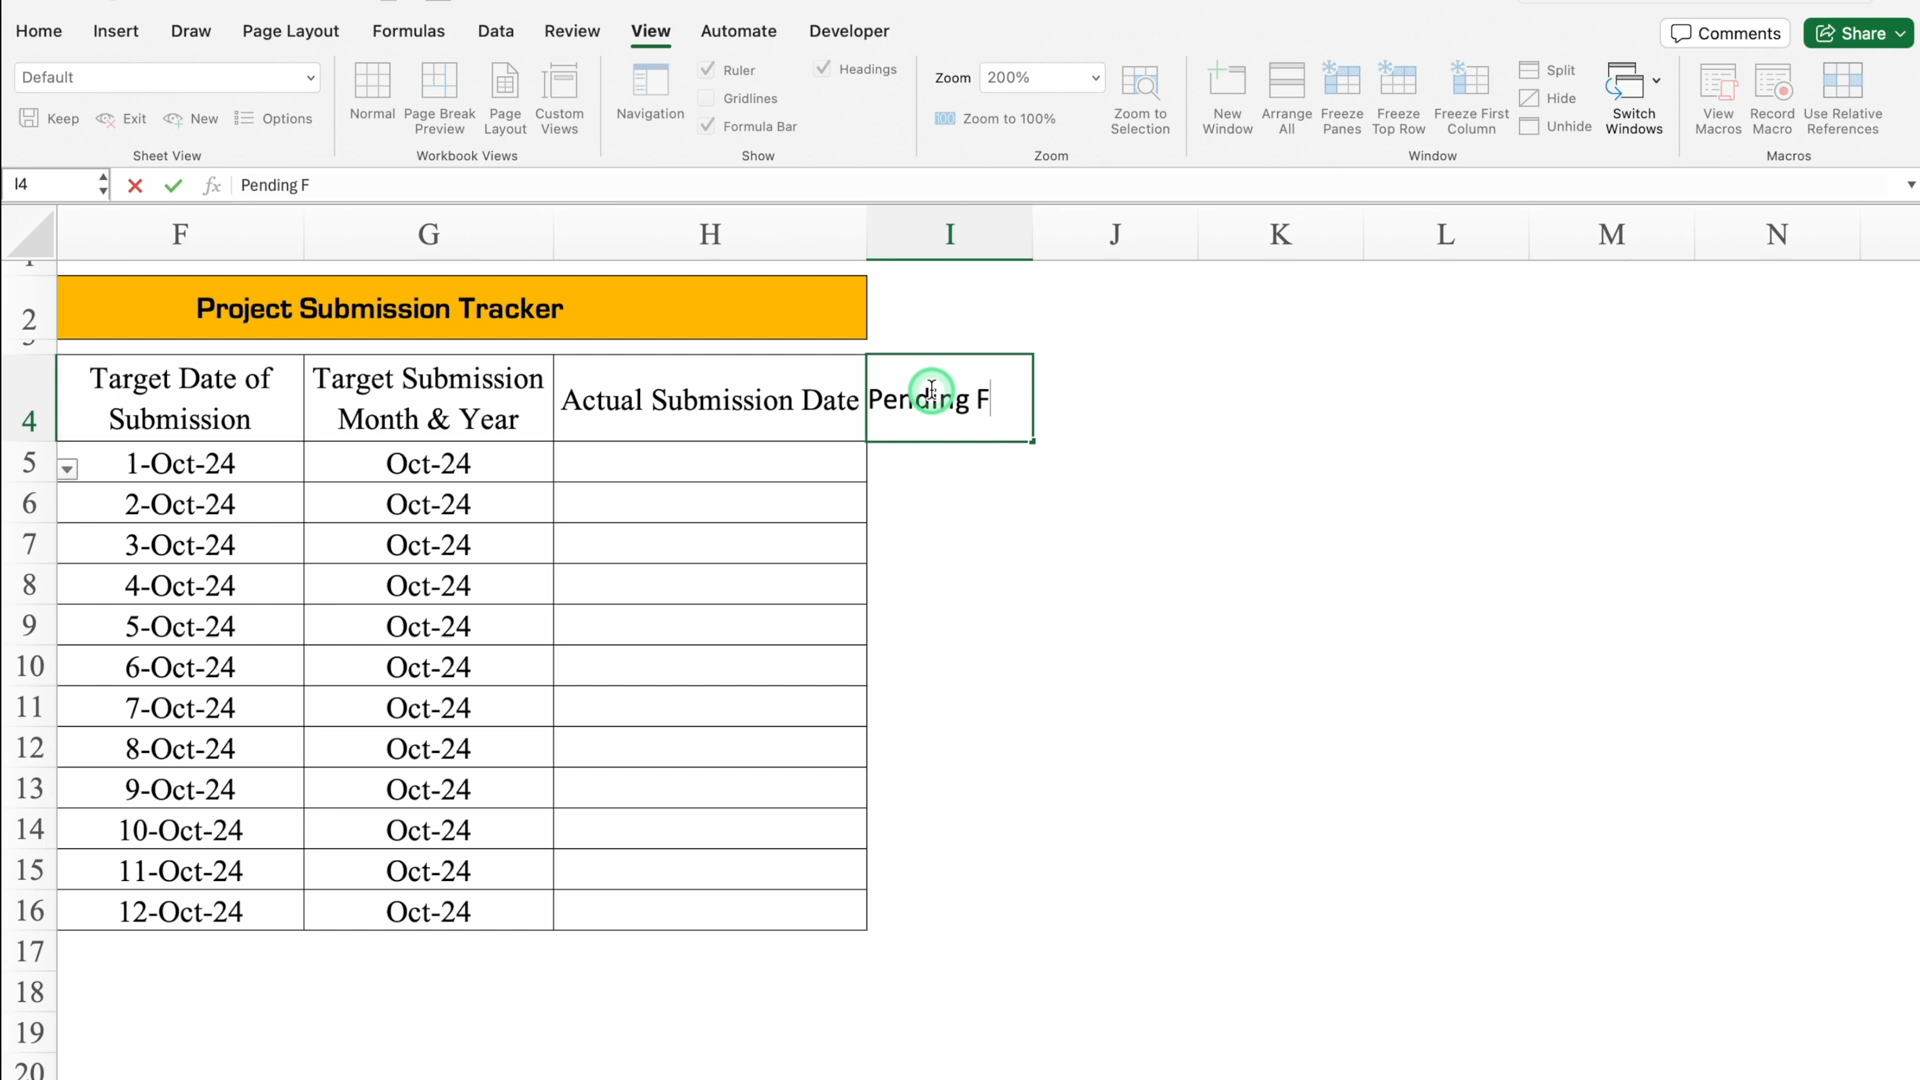 Home Insert Draw Page Layout Formulas Data Review View Automate Developer Comments Share
Default
Keep Exit New Options
Sheet View
Normal Page Break Preview Page Layout Custom Views
Workbook Views
Navigation
Ruler Headings
Gridlines
Formula Bar
Show
Zoom 200%
100 Zoom to 100%
Zoom to Selection
Zoom
New Window Arrange All Freeze Panes Freeze Top Row Freeze First Column
Split
Hide
Unhide
Switch Windows
Window
View Macros Record Macro Use Relative References
Macros
I4 fx Pending F
F G H I J K L M N
2 Project Submission Tracker
4 Target Date of Submission Target Submission Month & Year Actual Submission Date Pending F
5 1-Oct-24 Oct-24
6 2-Oct-24 Oct-24
7 3-Oct-24 Oct-24
8 4-Oct-24 Oct-24
9 5-Oct-24 Oct-24
10 6-Oct-24 Oct-24
11 7-Oct-24 Oct-24
12 8-Oct-24 Oct-24
13 9-Oct-24 Oct-24
14 10-Oct-24 Oct-24
15 11-Oct-24 Oct-24
16 12-Oct-24 Oct-24
17
18
19
20